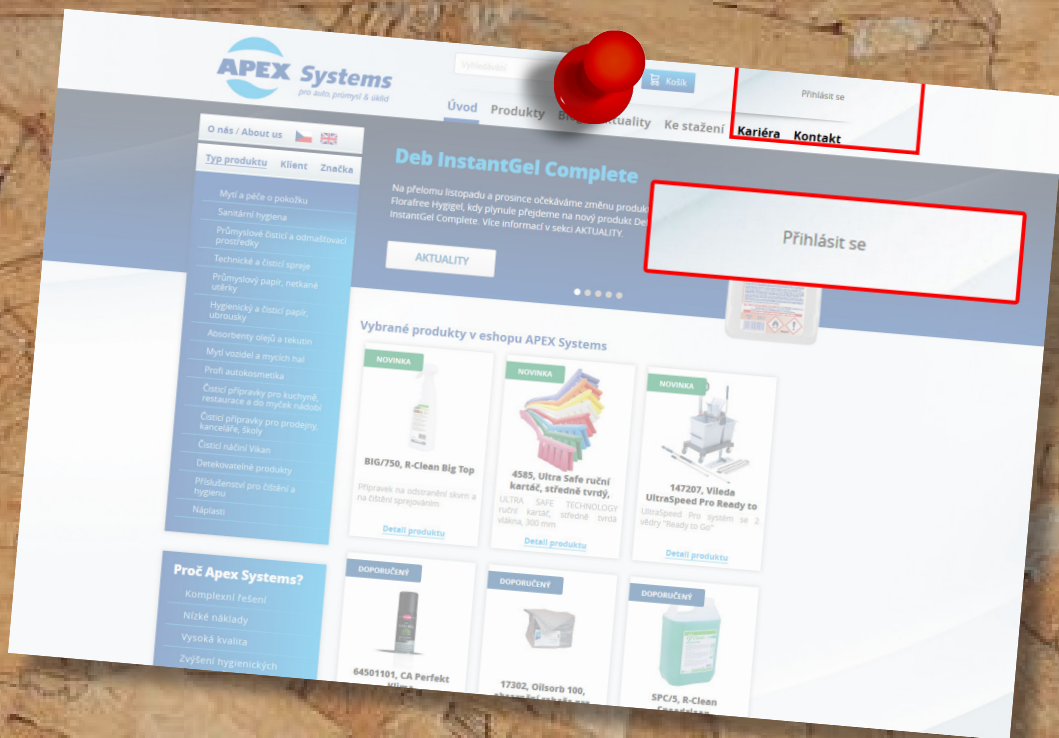 APEX Systems
pro auto, průmysl & úklid
Vyhledávání
Košík
Přihlásit se
Úvod Produkty Ke stažení Kariéra Kontakt
O nás / About us
Typ produktu Klient Značka
Mytí a péče o pokožku
Sanitární hygiena
Průmyslové čisticí a odmašťovací
prostředky
Technické a čisticí spreje
Průmyslový papír, netkané
utěrky
Hygienický a čisticí papír,
ubrousky
Absorbenty olejů a tekutin
Mytí vozidel a mycích hal
Profi autokosmetika
Čisticí přípravky pro kuchyně,
restaurace a do myček nádobí
Čisticí přípravky pro prodejny,
kanceláře, školy
Čisticí náčiní Vikan
Detekovatelné produkty
Příslušenství pro čištění a
hygienu
Náplasti
Proč Apex Systems?
Komplexní řešení
Nízké náklady
Vysoká kvalita
Zvýšení hygienických
Deb InstantGel Complete
Na přelomu listopadu a prosince očekáváme změnu
Florafree Hygigel, kdy plynule přejdeme na nový produkt
InstantGel Complete. Více informací v sekci AKTUALITY.
AKTUALITY
Přihlásit se
Vybrané produkty v eshopu APEX Systems
NOVINKA
BIG/750, R-Clean Big Top
Přípravek na odstranění skvrn a
na čištění sprejováním
Detail produktu
NOVINKA
4585, Ultra Safe ruční
kartáč, středně tvrdý,
ULTRA SAFE TECHNOLOGY
ruční kartáč, středně tvrdá
vlákna, 300 mm
Detail produktu
NOVINKA
147207, Vileda
UltraSpeed Pro Ready to
UltraSpeed Pro systém se 2
vědry "Ready to Go"
Detail produktu
DOPORUČENÝ
64501101, CA Perfekt
DOPORUČENÝ
17302, Oilsorb 100,
DOPORUČENÝ
SPC/5, R-Clean